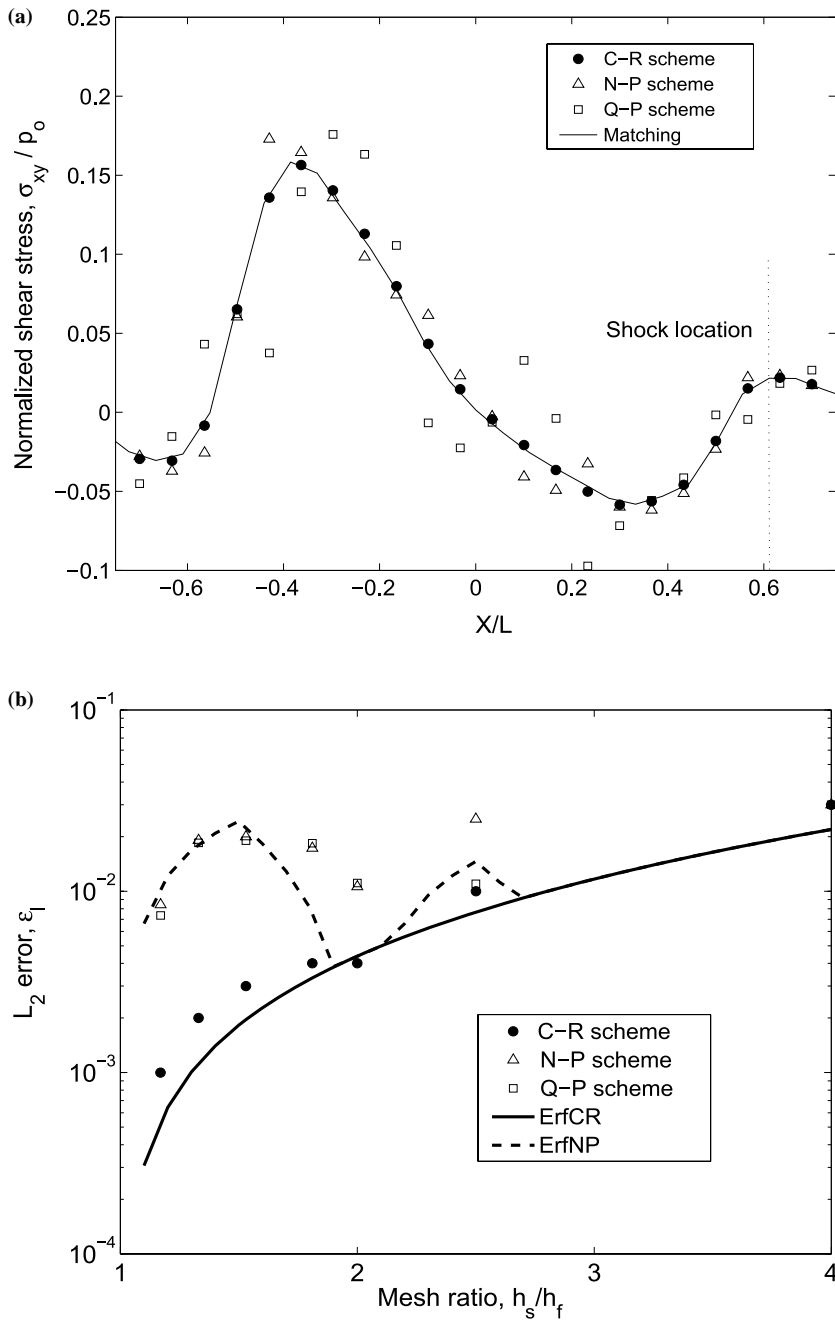 (a)
0.25
0.2
0.15
0.1
0.05
0
−0.05
−0.1
Normalized shear stress, σxy / po
C−R scheme
N−P scheme
Q−P scheme
Matching
Shock location
−0.6
−0.4
−0.2
0
0.2
0.4
0.6
X/L
(b)
10−1
10−2
10−3
10−4
L2 error, εI
C−R scheme
N−P scheme
Q−P scheme
ErfCR
ErfNP
1
2
3
4
Mesh ratio, hs/hf